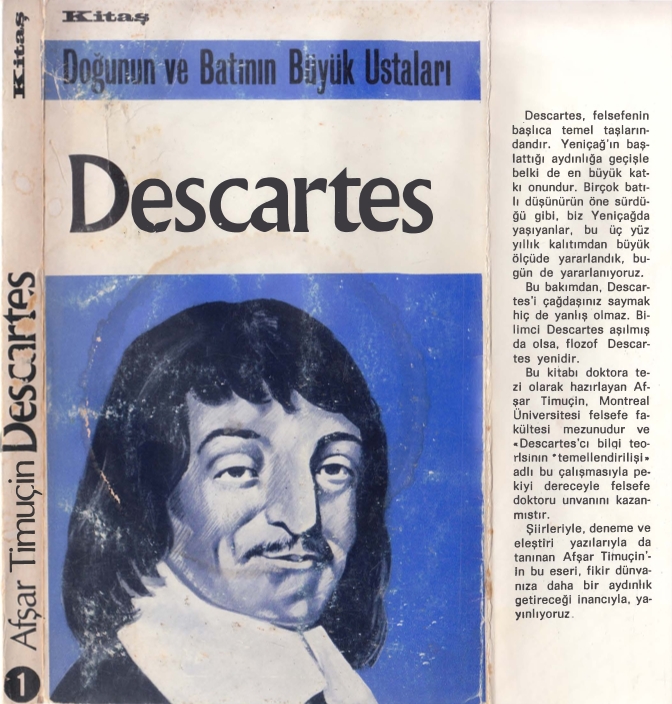 Kitaş
Afşar Timuçin Descartes
1
Kitaş
Doğunun ve Batının Büyük Ustaları
Descartes
Descartes, felsefenin
başlıca temel taşların-
dandır. Yeniçağ'ın baş-
lattığı aydınlığa geçişle
belki de en büyük kat-
kı onundur. Birçok batı-
lı düşünürün öne sürdü-
ğü gibi, biz Yeniçağda
yaşıyanlar, bu üç yüz
yıllık kalıtımdan büyük
ölçüde yararlandık, bu-
gün de yararlanıyoruz.
Bu bakımdan, Descar-
tes'i çağdaşınız saymak
hiç de yanlış olmaz. Bi-
limci Descartes aşılmış
da olsa, flozof Descar-
tes yenidir.
Bu kitabı doktora te-
zi olarak hazırlayan Af-
şar Timuçin, Montreal
Üniversitesi felsefe fa-
kültesi mezunudur ve
«Descartes'cı bilgi teo-
rlsinin temellendirilişi»
adlı bu çalışmasıyla pe-
kiyi dereceyle felsefe
doktoru unvanını kazan-
mıstır.
Şiirleriyle, deneme ve
eleştiri yazılarıyla da
tanınan Afşar Timuçin'-
in bu eseri, fikir dünva-
nıza daha bir aydınlık
getireceği inancıyla, ya-
yınlıyoruz.